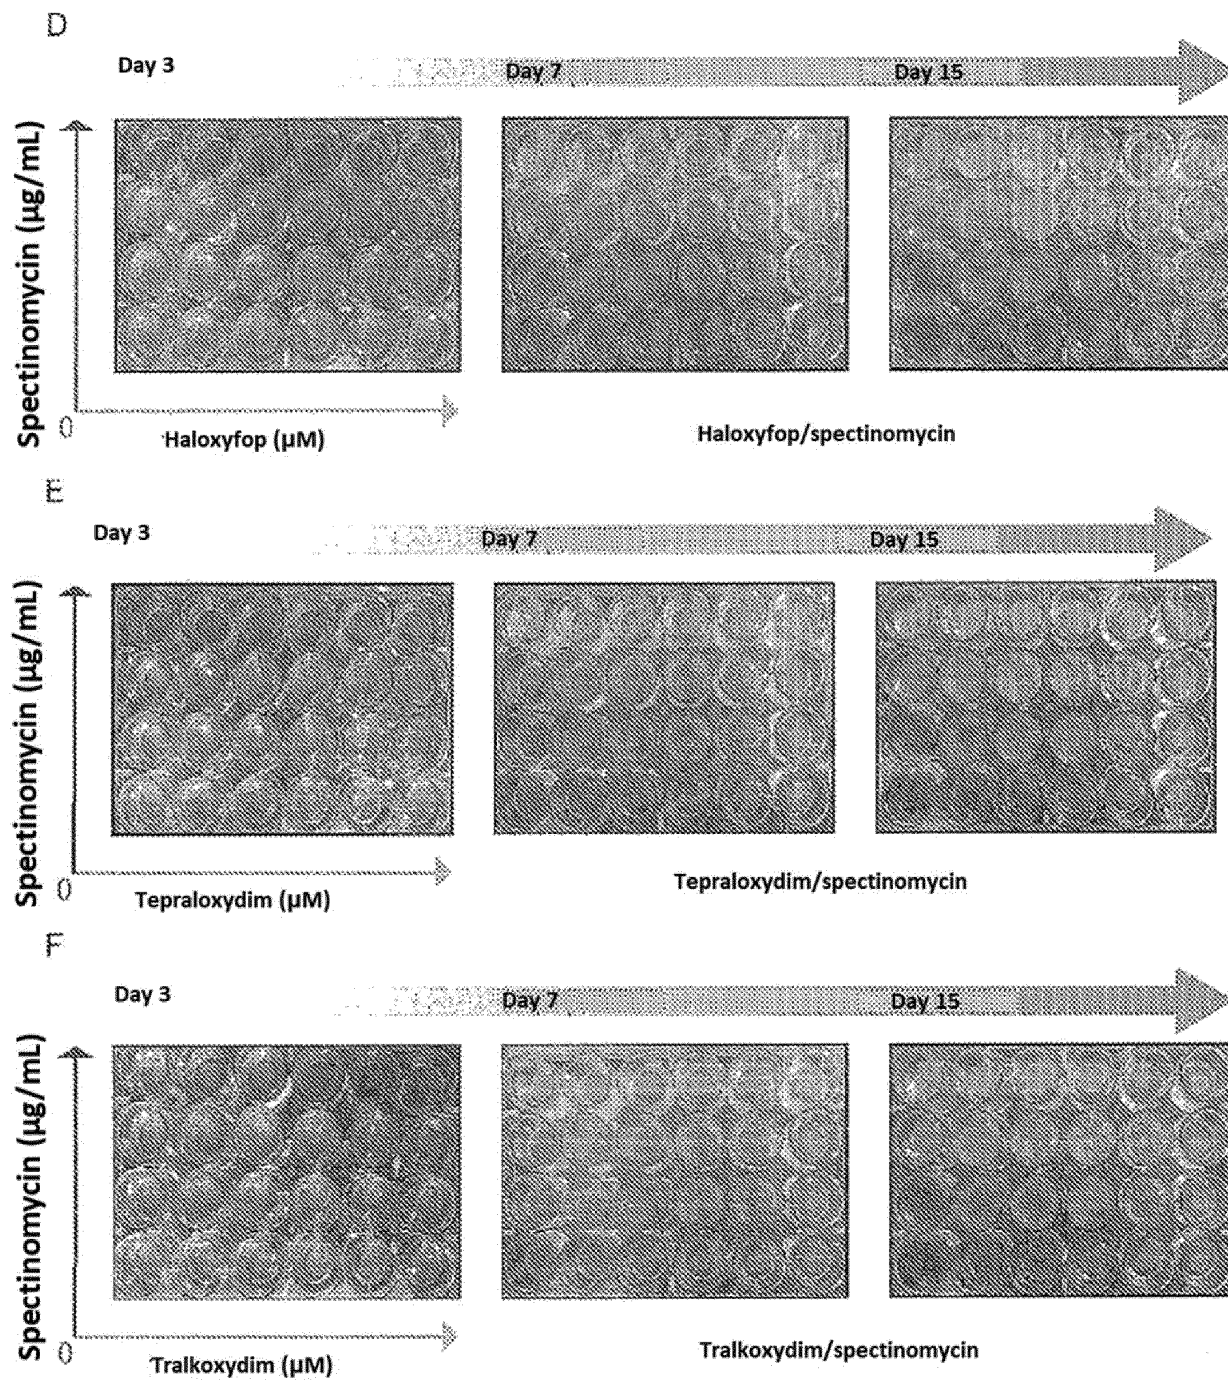 D
Day 3 Day 7 Day 15
Spectinomycin (µg/mL)
0
Haloxyfop (µM)
Haloxyfop/spectinomycin
E
Day 3 Day 7 Day 15
Spectinomycin (µg/mL)
0
Tepraloxydim (µM)
Tepraloxydim/spectinomycin
F
Day 3 Day 7 Day 15
Spectinomycin (µg/mL)
0
Tralkoxydim (µM)
Tralkoxydim/spectinomycin